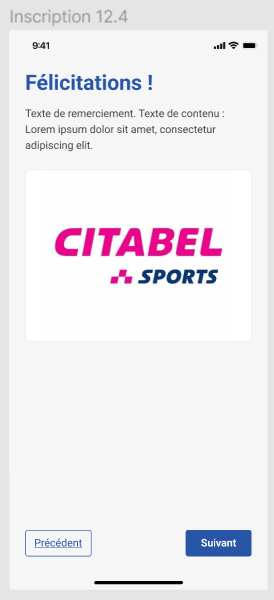 Inscription 12.4
9:41
Félicitations !
Texte de remerciement. Texte de contenu :
Lorem ipsum dolor sit amet, consectetur
adipiscing elit.
CITABEL
SPORTS
Précédent
Suivant